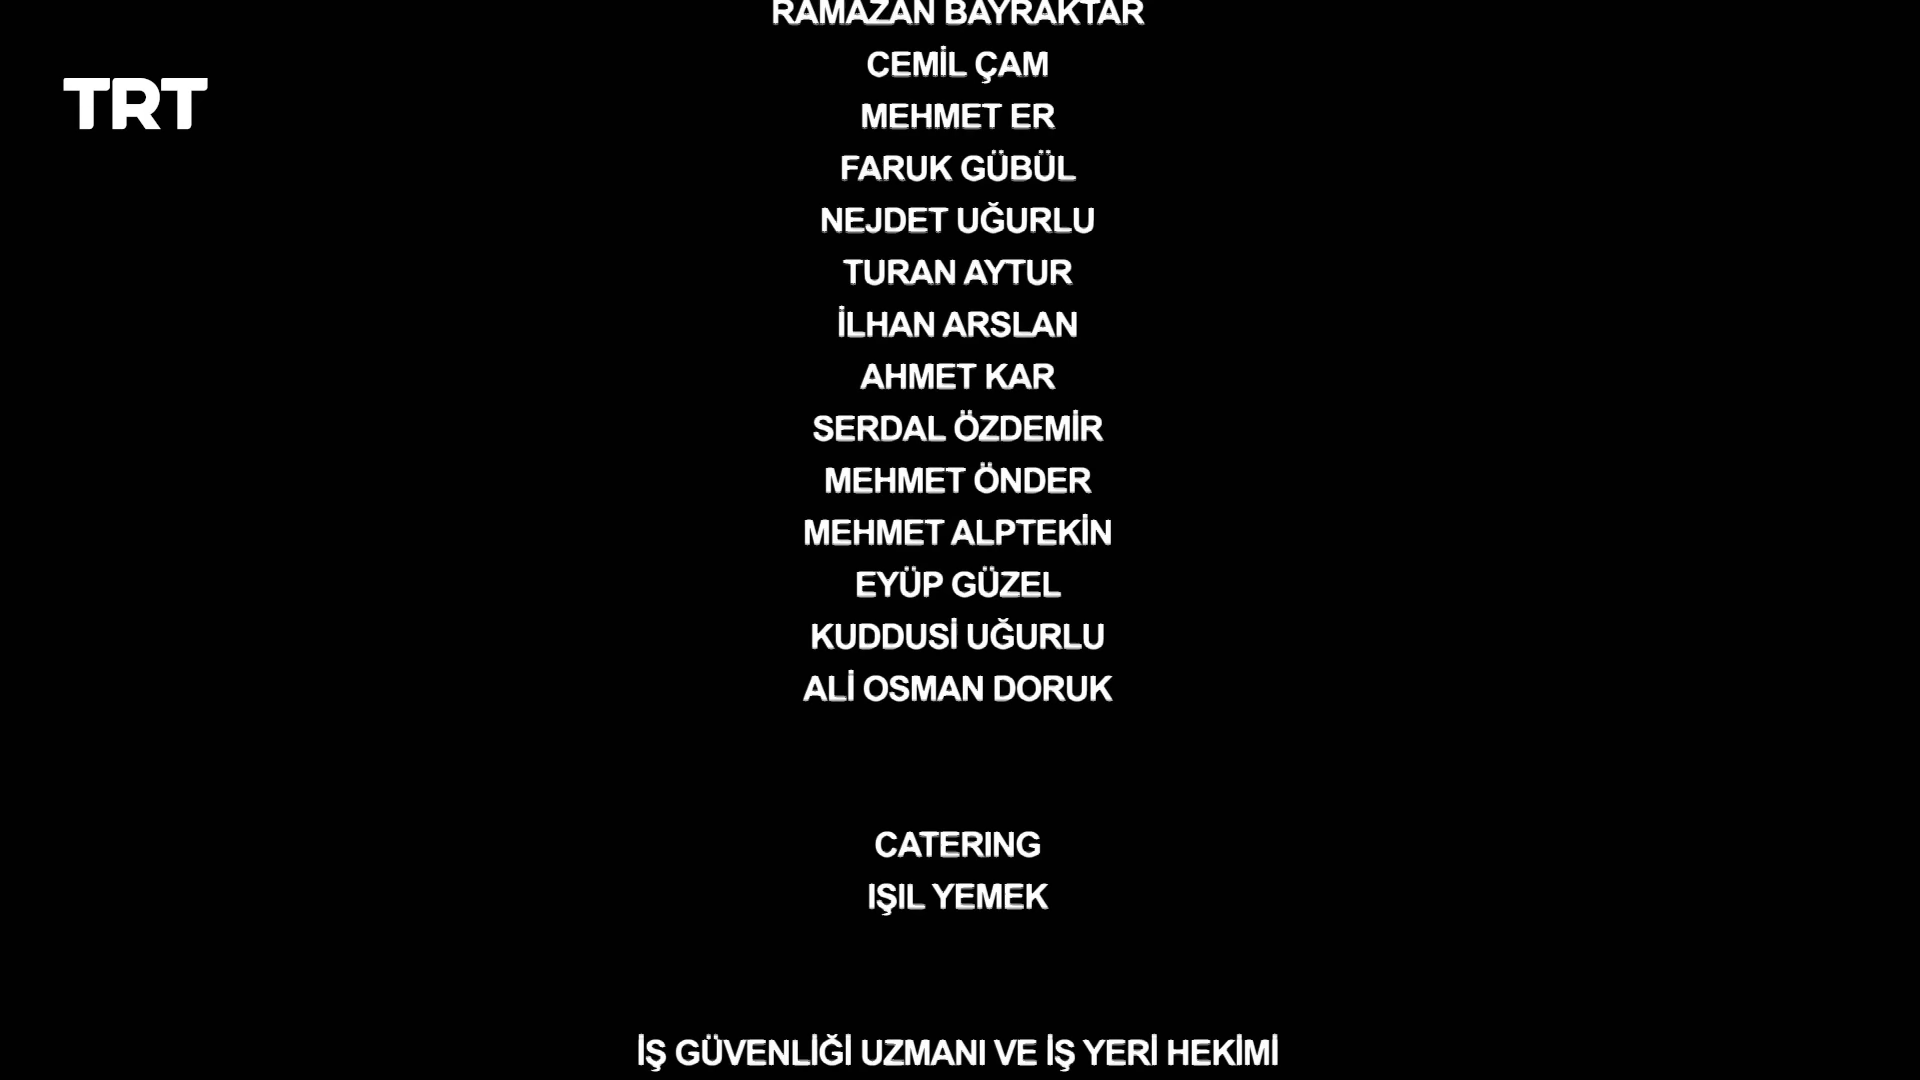 RAMAZAN BAYRAKTAR
CEMİL ÇAM
TRT
MEHMET ER
FARUK GÜBÜL
NEJDET UĞURLU
TURAN AYTUR
İLHAN ARSLAN
AHMET KAR
SERDAL ÖZDEMİR
MEHMET ÖNDER
MEHMET ALPTEKİN
EYÜP GÜZEL
KUDDUSİ UĞURLU
ALİ OSMAN DORUK
CATERING
IŞIL YEMEK
İŞ GÜVENLİĞİ UZMANI VE İŞ YERİ HEKİMİ